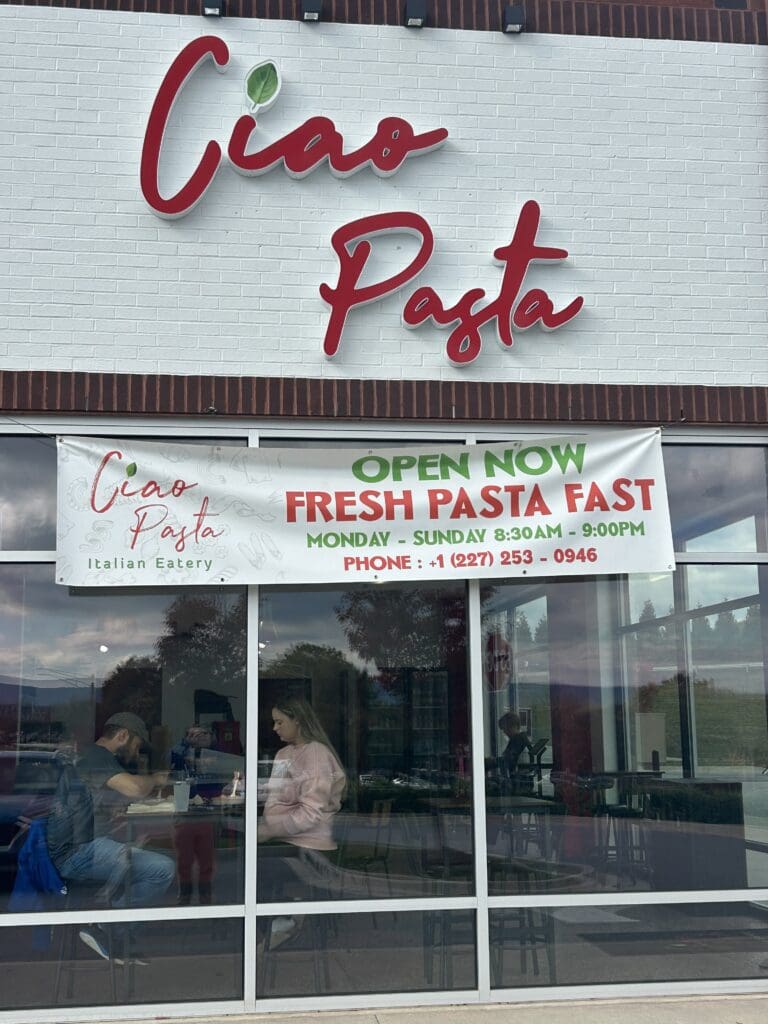 Ciao
Pasta
Ciao
Pasta
Italian Eatery
OPEN NOW
FRESH PASTA FAST
MONDAY - SUNDAY 8:30AM - 9:00PM
PHONE : +1 (227) 253 - 0946